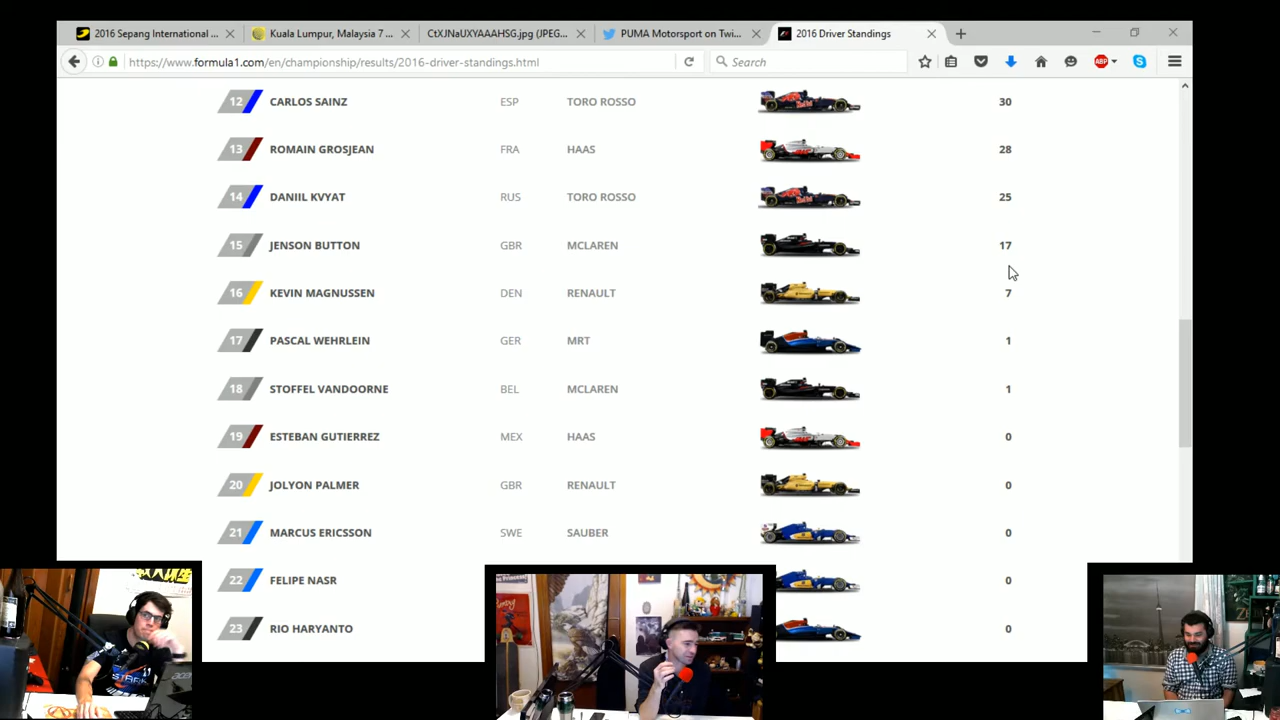 2016 Sepang International ...
Kuala Lumpur, Malaysia 7 ...
CtXJNaUXYAAAHSG.jpg (JPEG...
PUMA Motorsport on Twi...
2016 Driver Standings
https://www.formula1.com/en/championship/results/2016-driver-standings.html
Search
ABP
12 CARLOS SAINZ ESP TORO ROSSO 30
13 ROMAIN GROSJEAN FRA HAAS 28
14 DANIIL KVYAT RUS TORO ROSSO 25
15 JENSON BUTTON GBR MCLAREN 17
16 KEVIN MAGNUSSEN DEN RENAULT 7
17 PASCAL WEHRLEIN GER MRT 1
18 STOFFEL VANDOORNE BEL MCLAREN 1
19 ESTEBAN GUTIERREZ MEX HAAS 0
20 JOLYON PALMER GBR RENAULT 0
21 MARCUS ERICSSON SWE SAUBER 0
22 FELIPE NASR 0
23 RIO HARYANTO 0